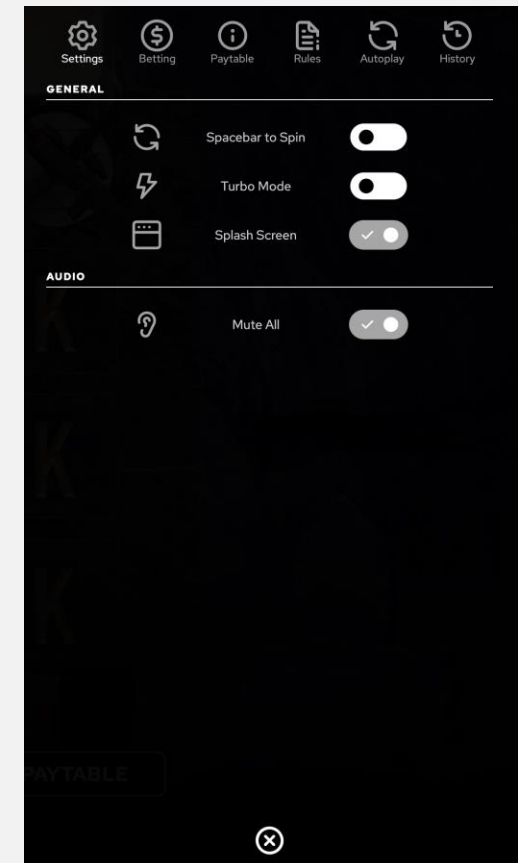 Settings Betting Paytable Rules Autoplay History
GENERAL
Spacebar to Spin
Turbo Mode
Splash Screen
AUDIO
Mute All
K
K
K
PAYTABLE